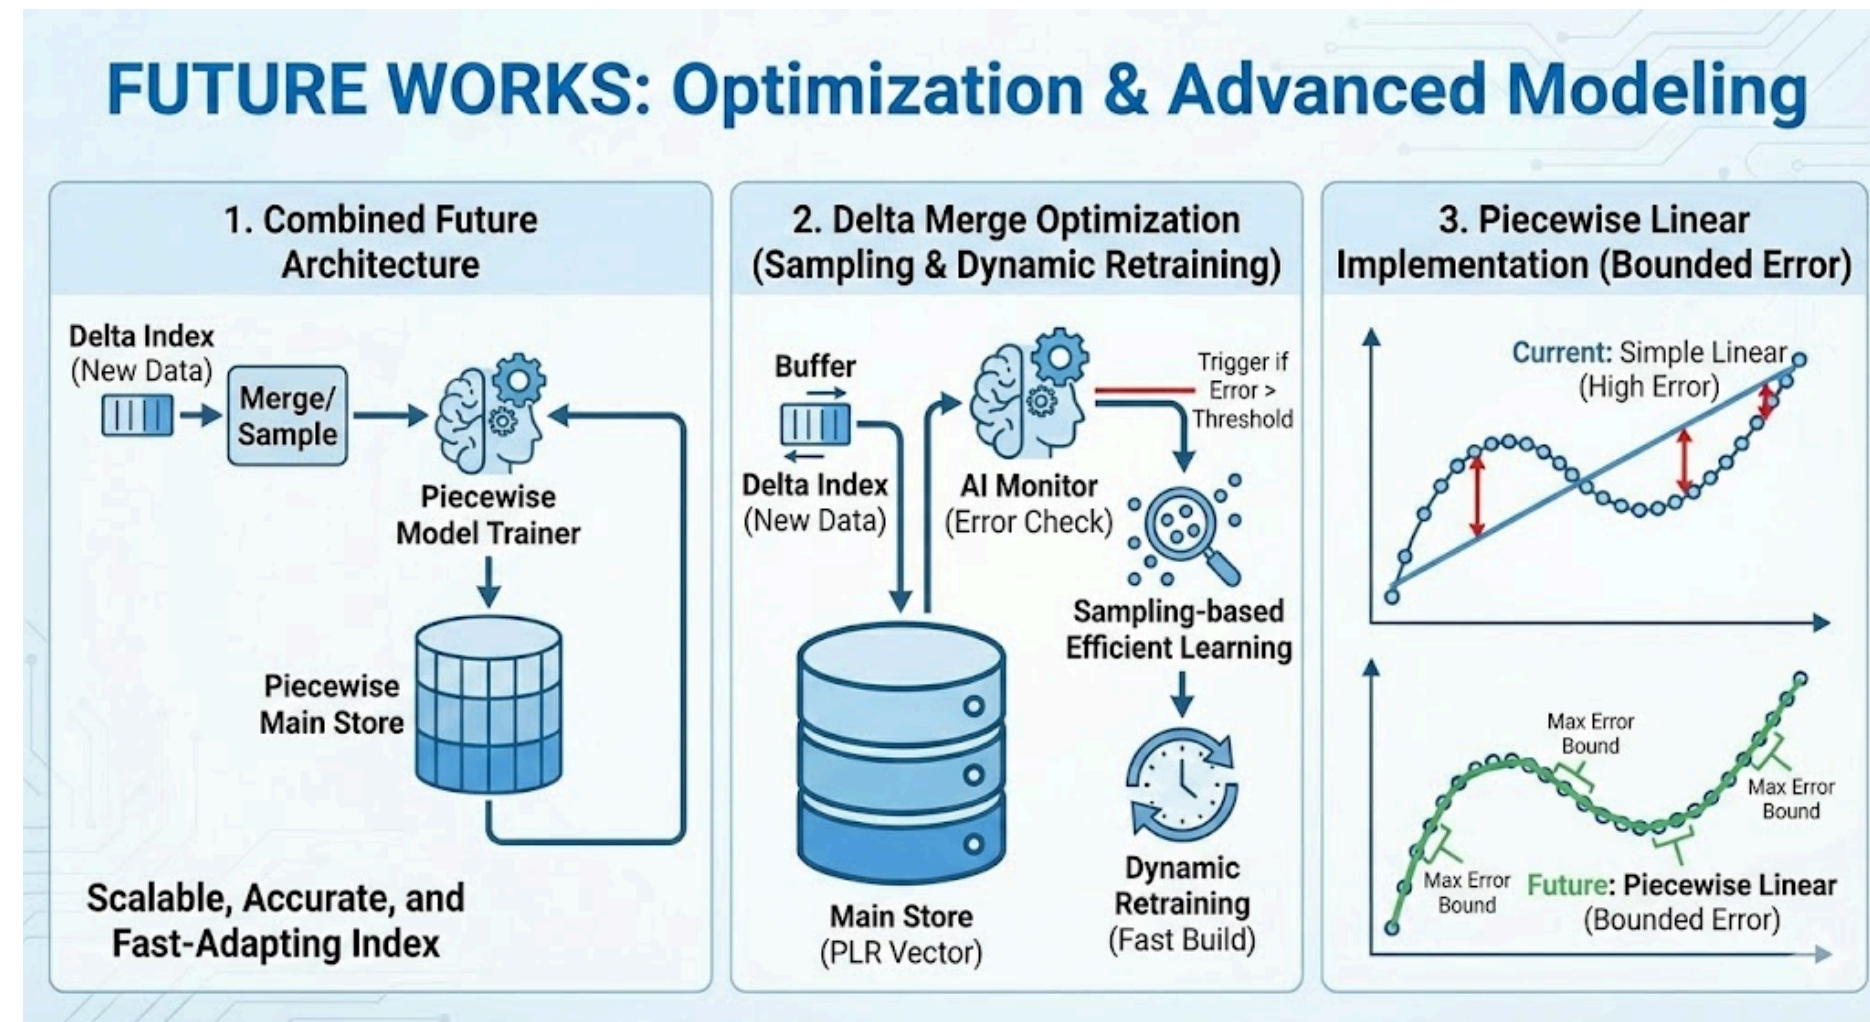 FUTURE WORKS: Optimization & Advanced Modeling
1. Combined Future
Architecture
Delta Index
(New Data)
Merge/
Sample
Piecewise
Model Trainer
Piecewise
Main Store
Scalable, Accurate, and
Fast-Adapting Index
2. Delta Merge Optimization
(Sampling & Dynamic Retraining)
Buffer
Delta Index
(New Data)
AI Monitor
(Error Check)
Trigger if
Error >
Threshold
Sampling-based
Efficient Learning
Dynamic
Retraining
(Fast Build)
Main Store
(PLR Vector)
3. Piecewise Linear
Implementation (Bounded Error)
Current: Simple Linear
(High Error)
Max Error
Bound
Max Error
Bound
Max Error
Bound
Future: Piecewise Linear
(Bounded Error)